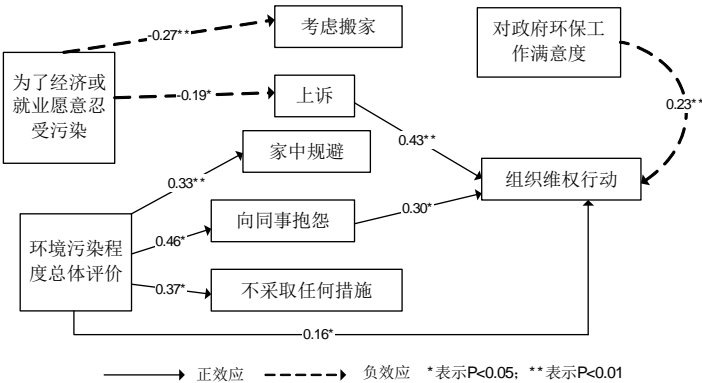 考虑搬家
对政府环保工
作满意度
-0.27**
为了经济或
就业愿意忍
受污染
-0.19*
上诉
0.23**
0.43**
家中规避
组织维权行动
0.33**
向同事抱怨
0.30*
环境污染程
度总体评价
0.46*
0.37*
不采取任何措施
0.16*
正效应 负效应 *表示P<0.05；**表示P<0.01